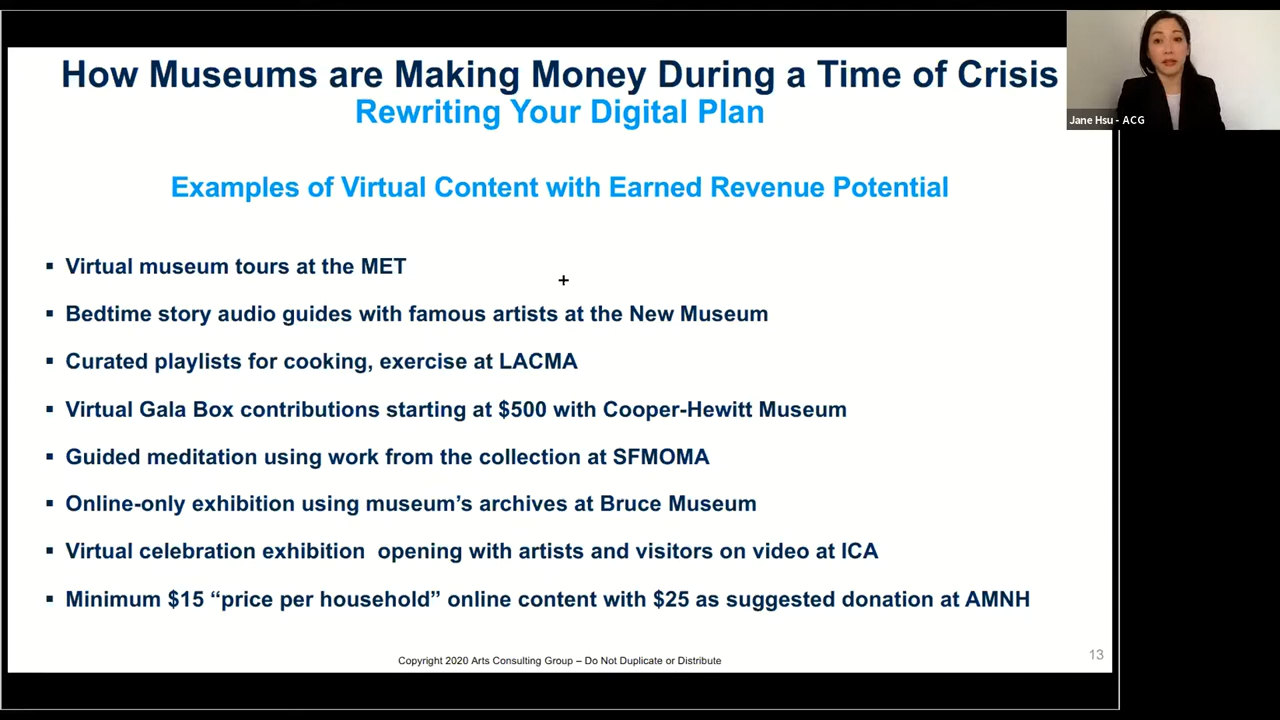 How Museums are Making Money During a Time of Crisis
Rewriting Your Digital Plan
Jane Hsu - ACG
Examples of Virtual Content with Earned Revenue Potential
▪ Virtual museum tours at the MET
▪ Bedtime story audio guides with famous artists at the New Museum
▪ Curated playlists for cooking, exercise at LACMA
▪ Virtual Gala Box contributions starting at $500 with Cooper-Hewitt Museum
▪ Guided meditation using work from the collection at SFMOMA
▪ Online-only exhibition using museum’s archives at Bruce Museum
▪ Virtual celebration exhibition  opening with artists and visitors on video at ICA
▪ Minimum $15 “price per household” online content with $25 as suggested donation at AMNH
Copyright 2020 Arts Consulting Group – Do Not Duplicate or Distribute
13